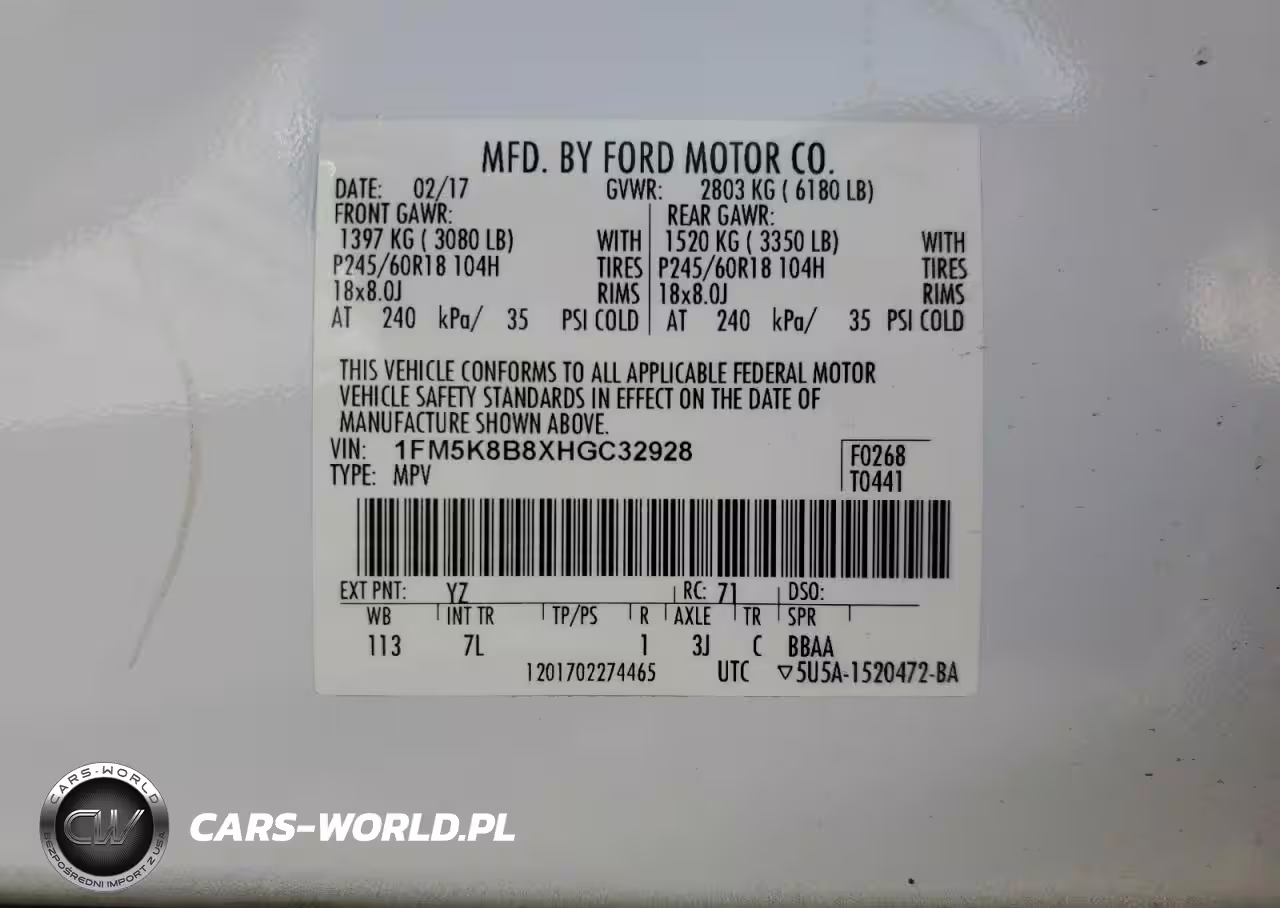 MFD. BY FORD MOTOR CO.
DATE: 02/17 GVWR: 2803 KG ( 6180 LB)
FRONT GAWR: REAR GAWR:
1397 KG ( 3080 LB) WITH 1520 KG ( 3350 LB) WITH
P245/60R18 104H TIRES P245/60R18 104H TIRES
18x8.0J RIMS 18x8.0J RIMS
AT 240 kPa/ 35 PSI COLD AT 240 kPa/ 35 PSI COLD
THIS VEHICLE CONFORMS TO ALL APPLICABLE FEDERAL MOTOR
VEHICLE SAFETY STANDARDS IN EFFECT ON THE DATE OF
MANUFACTURE SHOWN ABOVE.
VIN: 1FM5K8B8XHGC32928
TYPE: MPV
F0268
T0441
EXT PNT: YZ RC: 71 DSO:
WB INT TR TP/PS R AXLE TR SPR
113 7L 1 3J C BBAA
1201702274465 UTC ▽5U5A-1520472-BA
CARS-WORLD
CW
BEZPOŚREDNI IMPORT Z USA
CARS-WORLD.PL